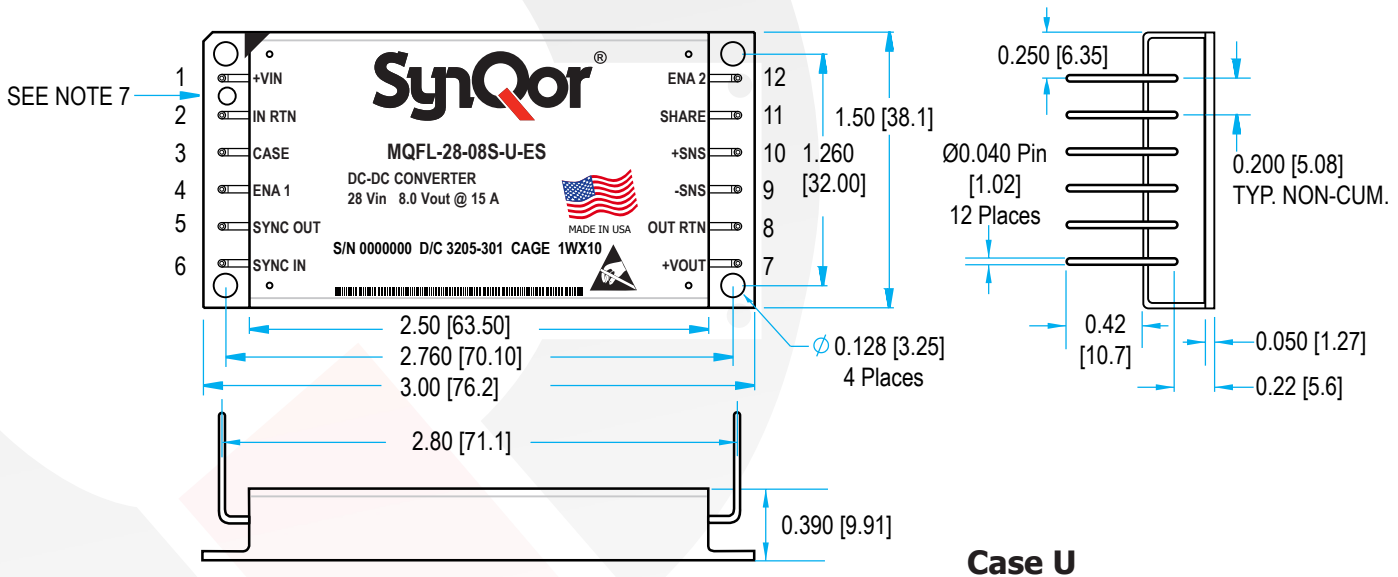 SynQor®
SEE NOTE 7
1 +VIN
2 IN RTN
3 CASE
4 ENA 1
5 SYNC OUT
6 SYNC IN
ENA 2 12
SHARE 11
+SNS 10
-SNS 9
OUT RTN 8
+VOUT 7
MQFL-28-08S-U-ES
DC-DC CONVERTER
28 Vin 8.0 Vout @ 15 A
MADE IN USA
S/N 0000000 D/C 3205-301 CAGE 1WX10
1.50 [38.1]
1.260
[32.00]
2.50 [63.50]
2.760 [70.10]
3.00 [76.2]
Ø 0.128 [3.25]
4 Places
0.250 [6.35]
Ø0.040 Pin
[1.02]
12 Places
0.200 [5.08]
TYP. NON-CUM.
0.42
[10.7]
0.050 [1.27]
0.22 [5.6]
2.80 [71.1]
0.390 [9.91]
Case U